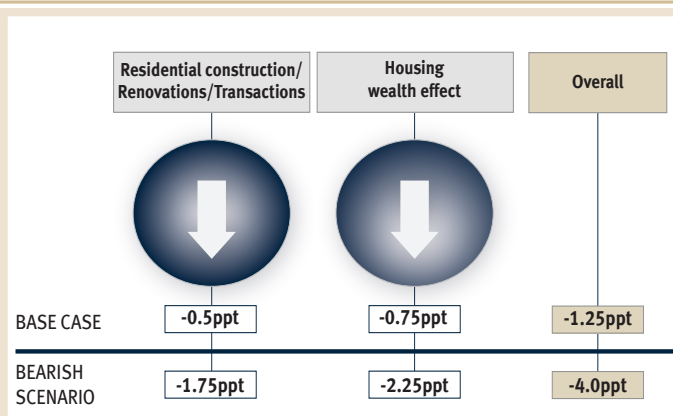 Residential construction/
Renovations/Transactions
Housing
wealth effect
Overall
BASE CASE
-0.5ppt
-0.75ppt
-1.25ppt
BEARISH
SCENARIO
-1.75ppt
-2.25ppt
-4.0ppt